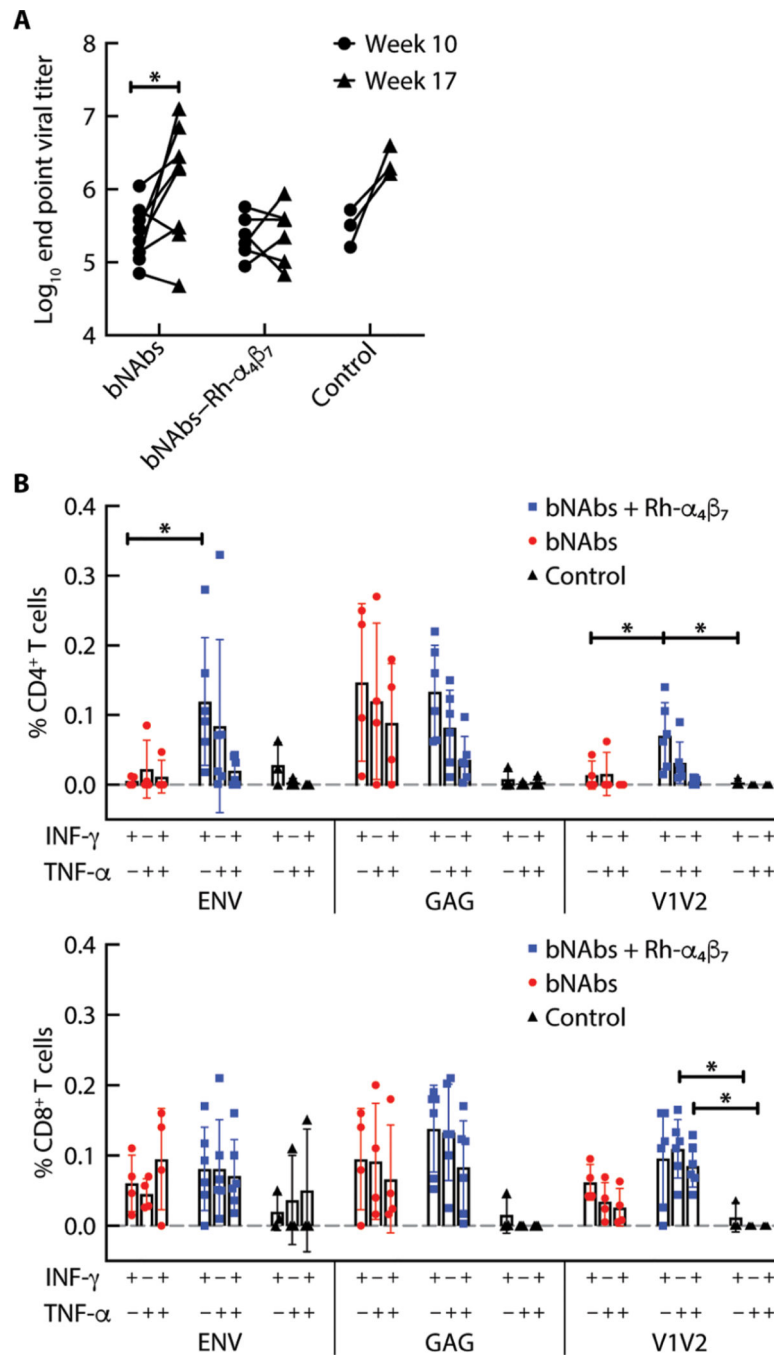 A
Log₁₀ end point viral titer
8
7
6
5
4
*
Week 10
Week 17
bNAbs
bNAbs–Rh-α₄β₇
Control
B
% CD4⁺ T cells
0.4
0.3
0.2
0.1
0.0
*
* *
bNAbs + Rh-α₄β₇
bNAbs
Control
INF-γ + − + + − + + − + + − + + − + + − + + − + + − + + − +
TNF-α − + + − + + − + + − + + − + + − + + − + + − + + − + +
ENV GAG V1V2
% CD8⁺ T cells
0.4
0.3
0.2
0.1
0.0
bNAbs + Rh-α₄β₇
bNAbs
Control
*
*
INF-γ + − + + − + + − + + − + + − + + − + + − + + − + + − +
TNF-α − + + − + + − + + − + + − + + − + + − + + − + + − + +
ENV GAG V1V2